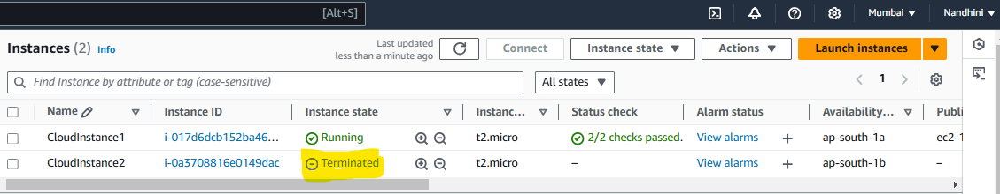 [Alt+S] Mumbai Nandhini
Instances (2) Info Last updated less than a minute ago Connect Instance state Actions Launch instances
Find Instance by attribute or tag (case-sensitive) All states 1
Name Instance ID Instance state Instanc... Status check Alarm status Availability... Publi
CloudInstance1 i-017d6dcb152ba46... Running t2.micro 2/2 checks passed. View alarms + ap-south-1a ec2-1
CloudInstance2 i-0a3708816e0149dac Terminated t2.micro – View alarms + ap-south-1b –